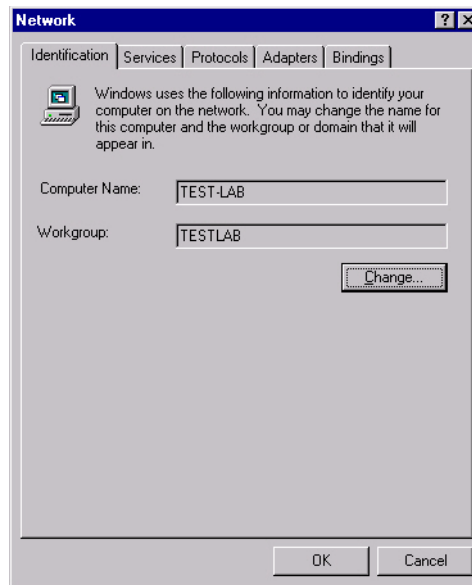 Network
Identification Services Protocols Adapters Bindings
Windows uses the following information to identify your
computer on the network. You may change the name for
this computer and the workgroup or domain that it will
appear in.
Computer Name: TEST-LAB
Workgroup: TESTLAB
Change...
OK Cancel